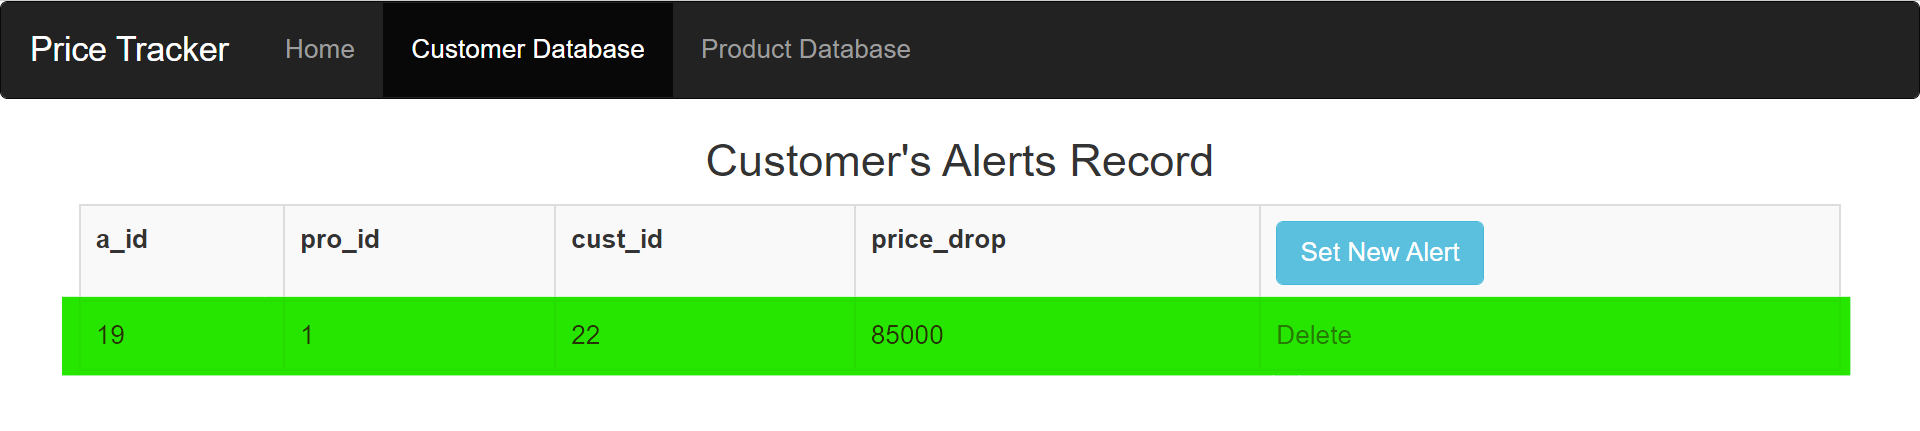 Price Tracker Home Customer Database Product Database
Customer's Alerts Record
a_id pro_id cust_id price_drop Set New Alert
19 1 22 85000 Delete